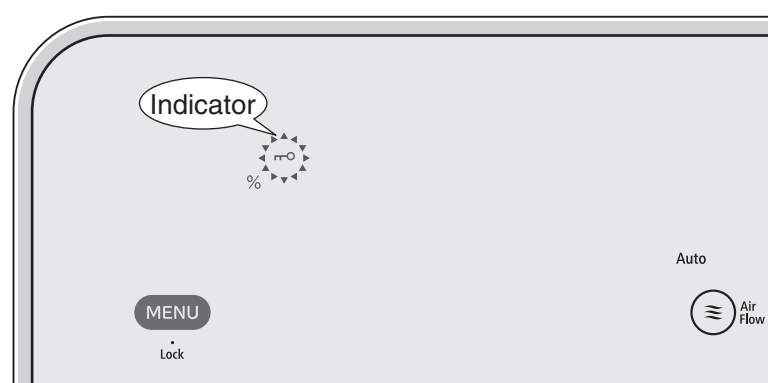 Indicator
%
Auto
MENU
Air
Flow
Lock